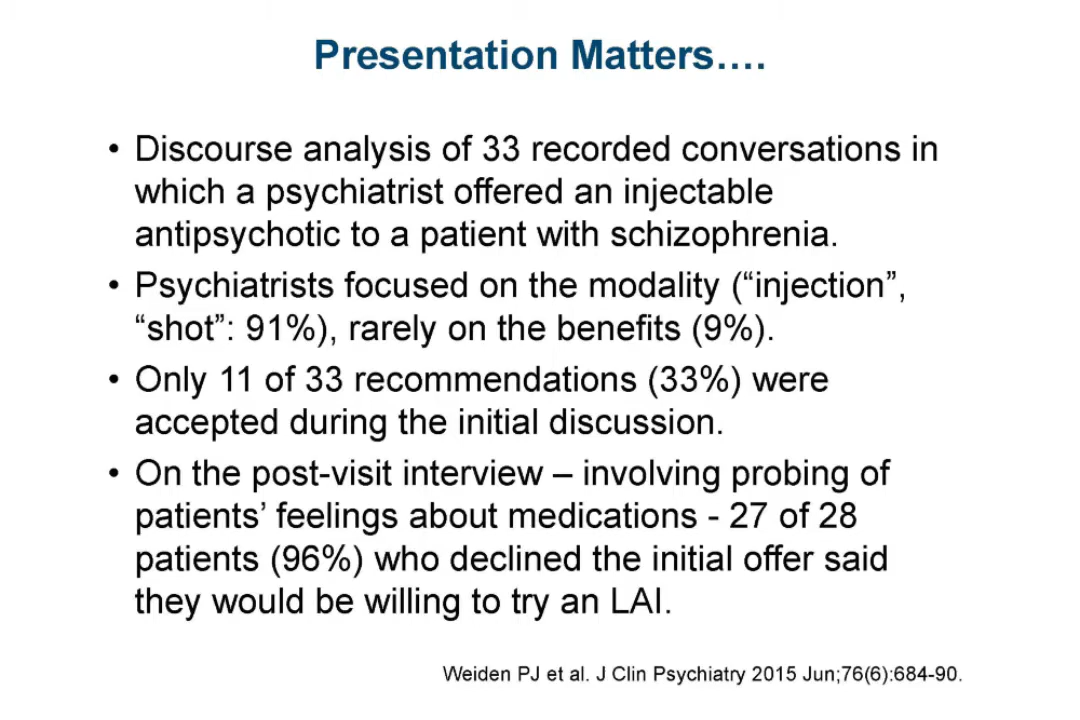 Presentation Matters….
• Discourse analysis of 33 recorded conversations in
which a psychiatrist offered an injectable
antipsychotic to a patient with schizophrenia.
• Psychiatrists focused on the modality (“injection”,
“shot”: 91%), rarely on the benefits (9%).
• Only 11 of 33 recommendations (33%) were
accepted during the initial discussion.
• On the post-visit interview – involving probing of
patients’ feelings about medications - 27 of 28
patients (96%) who declined the initial offer said
they would be willing to try an LAI.
Weiden PJ et al. J Clin Psychiatry 2015 Jun;76(6):684-90.